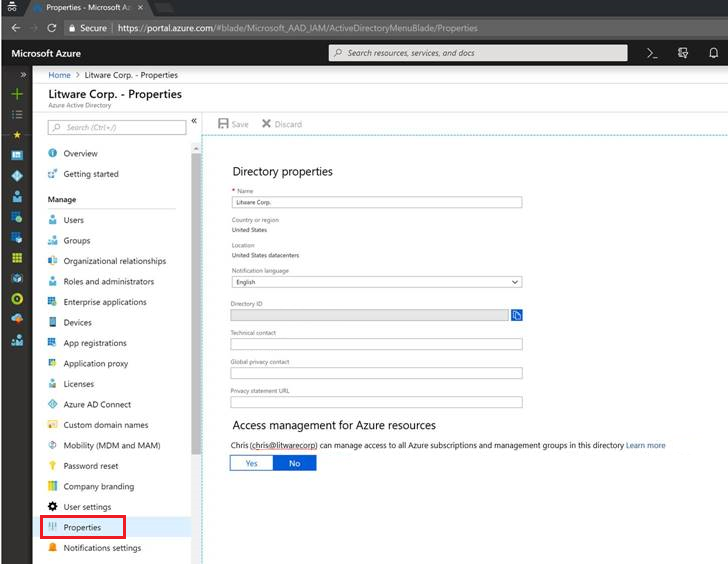 Properties - Microsoft Az
Secure
https://portal.azure.com/#blade/Microsoft_AAD_IAM/ActiveDirectoryMenuBlade/Properties
Microsoft Azure
Search resources, services, and docs
Home > Litware Corp. - Properties
Litware Corp. - Properties
Azure Active Directory
Search (Ctrl+/)
Save
Discard
Overview
Getting started
Manage
Users
Groups
Organizational relationships
Roles and administrators
Enterprise applications
Devices
App registrations
Application proxy
Licenses
Azure AD Connect
Custom domain names
Mobility (MDM and MAM)
Password reset
Company branding
User settings
Properties
Notifications settings
Directory properties
* Name
Litware Corp.
Country or region
United States
Location
United States datacenters
Notification language
English
Directory ID
Technical contact
Global privacy contact
Privacy statement URL
Access management for Azure resources
Chris (chris@litwarecorp) can manage access to all Azure subscriptions and management groups in this directory Learn more
Yes
No